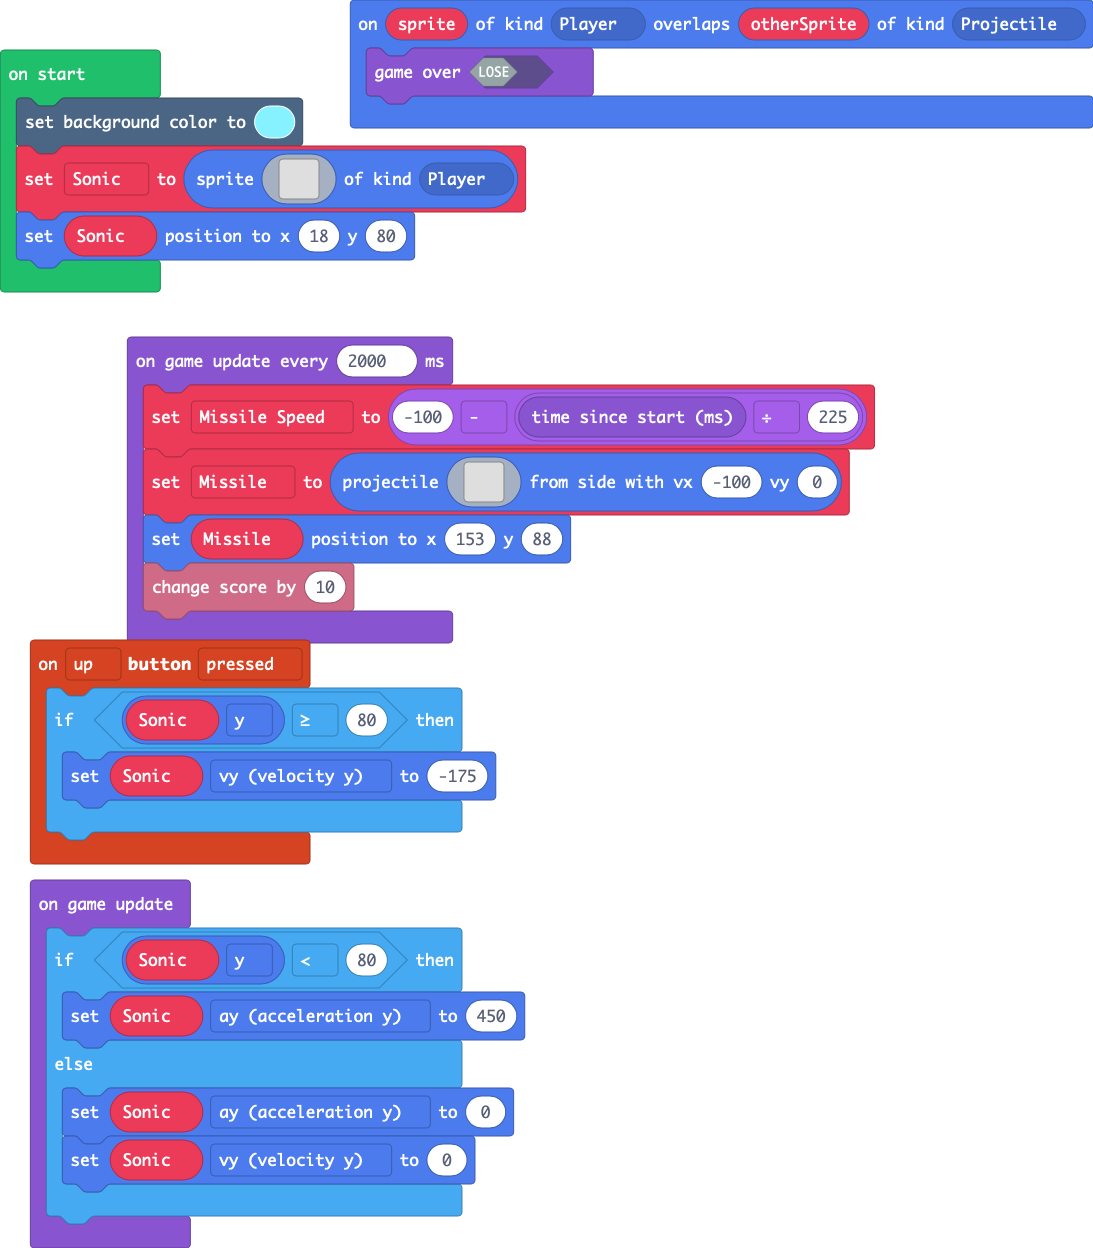 on sprite of kind Player overlaps otherSprite of kind Projectile
game over LOSE
on start
set background color to
set Sonic to sprite of kind Player
set Sonic position to x 18 y 80
on game update every 2000 ms
set Missile Speed to -100 - time since start (ms) ÷ 225
set Missile to projectile from side with vx -100 vy 0
set Missile position to x 153 y 88
change score by 10
on up button pressed
if Sonic y ≥ 80 then
set Sonic vy (velocity y) to -175
on game update
if Sonic y < 80 then
set Sonic ay (acceleration y) to 450
else
set Sonic ay (acceleration y) to 0
set Sonic vy (velocity y) to 0